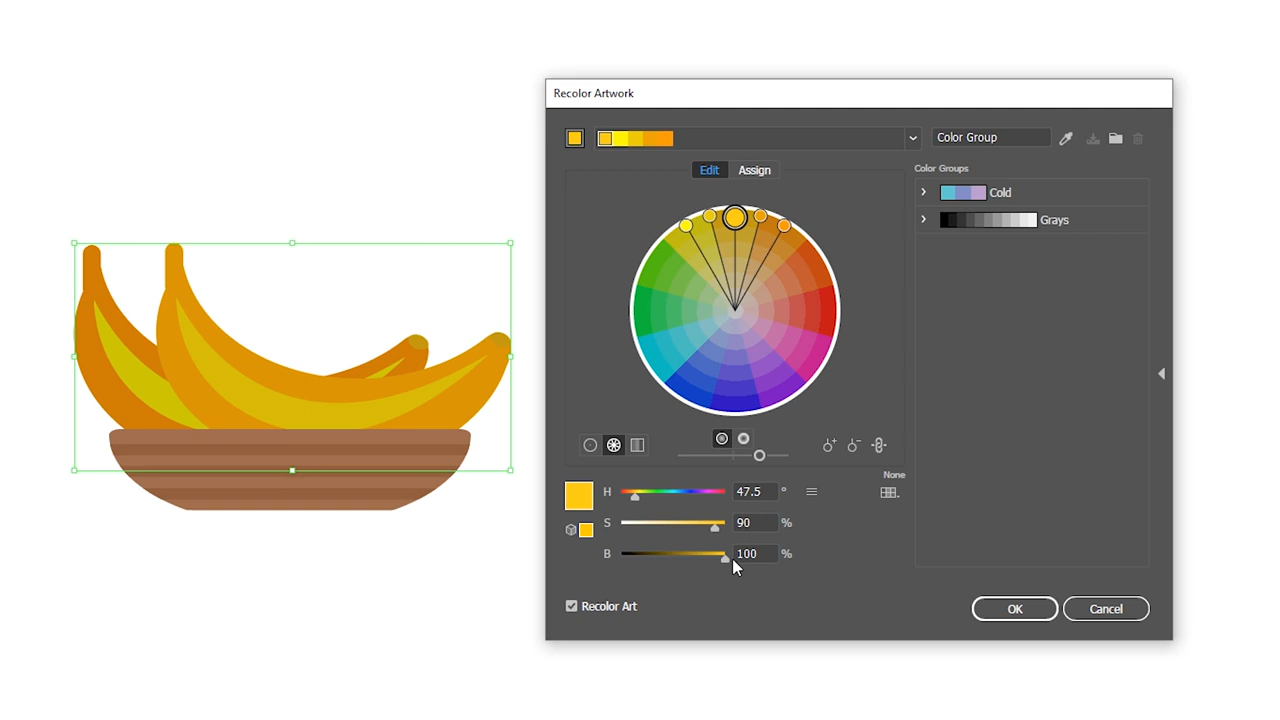 Recolor Artwork
Color Group
Edit Assign
Color Groups
Cold
Grays
None
H 47.5 °
S 90 %
B 100 %
Recolor Art
OK Cancel